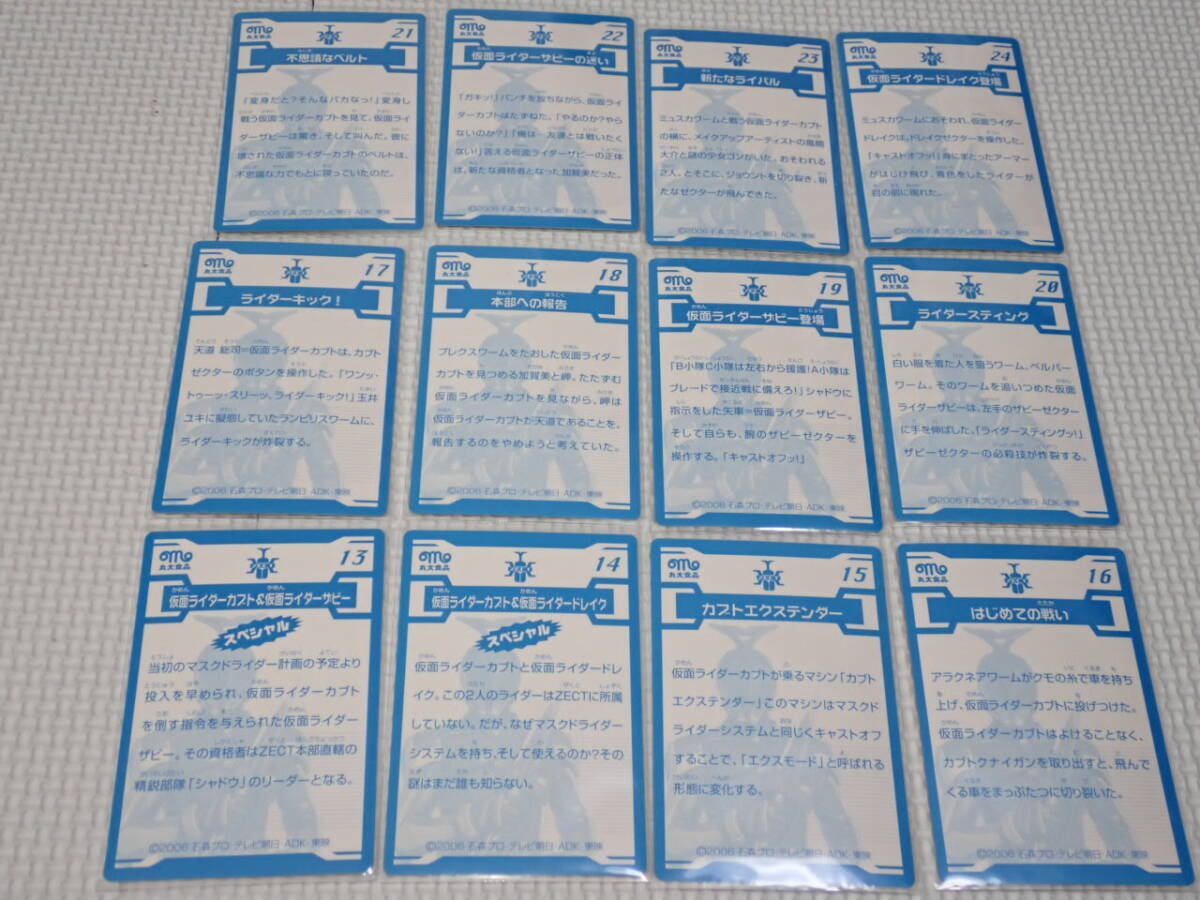 丸大食品
21
不思議なベルト
「変身だと?そんなバカなっ!」変身し
戦う仮面ライダーカブトを見て、仮面ライ
ダーザビーは驚き、そして叫んだ。仮に
壊された仮面ライダーカブトのベルトは、
不思議な力でもとに戻っていたのだ。
©2006 石森プロ・テレビ朝日・ADK・東映
丸大食品
22
仮面ライダーザビーの迷い
「ガキッ!」パンチを放ちながら、仮面ライ
ダーカブトはたずねた。「やるのか?やら
ないのか?」「俺は…友達とは戦いたく
ない!」答える仮面ライダーザビーの正体
は、新たな資格者となった加賀美だった。
©2006 石森プロ・テレビ朝日・ADK・東映
丸大食品
23
新たなライバル
ミュスカワームと戦う仮面ライダーカブト
の横に、メイクアップアーティストの風間
大介と謎の少女ゴンがいた。おそわれる
2人。とそこに、ジョウントを切り裂き、新
たなゼクターが飛んできた。
©2006 石森プロ・テレビ朝日・ADK・東映
丸大食品
24
仮面ライダードレイク登場
ミュスカワームにおそわれ、仮面ライダー
ドレイクは、ドレイクゼクターを操作した。
「キャストオフッ!」身にまとったアーマー
がはじけ飛び、青色をしたライダーが
目の前に現れた。
©2006 石森プロ・テレビ朝日・ADK・東映
丸大食品
17
ライダーキック!
天道 総司=仮面ライダーカブトは、カブト
ゼクターのボタンを操作した。「ワンッ・
トゥーッ・スリーッ、ライダーキック!」玉井
ユキに擬態していたランピリスワームに、
ライダーキックが炸裂する。
©2006 石森プロ・テレビ朝日・ADK・東映
丸大食品
18
本部への報告
プレクスワームをたおした仮面ライダー
カブトを見つめる加賀美と岬。たたずむ
仮面ライダーカブトを見ながら、岬は
仮面ライダーカブトが天道であることを、
報告するのをやめようと考えていた。
©2006 石森プロ・テレビ朝日・ADK・東映
丸大食品
19
仮面ライダーザビー登場
「B小隊C小隊は左右から援護!A小隊は
ブレードで接近戦に備えろ!」シャドウに
指示をした矢車=仮面ライダーザビー。
そして自らも、腕のザビーゼクターを
操作する。「キャストオフッ!」
©2006 石森プロ・テレビ朝日・ADK・東映
丸大食品
20
ライダースティング
白い服を着た人を狙うワーム、ベルバー
ワーム。そのワームを追いつめた仮面
ライダーザビーは、左手のザビーゼクター
に手を伸ばした、「ライダースティングッ!」
ザビーゼクターの必殺技が炸裂する。
©2006 石森プロ・テレビ朝日・ADK・東映
丸大食品
13
仮面ライダーカブト&仮面ライダーザビー
スペシャル
当初のマスクドライダー計画の予定より
投入を早められ、仮面ライダーカブト
を倒す指令を与えられた仮面ライダー
ザビー。その資格者はZECT本部直轄の
精鋭部隊「シャドウ」のリーダーとなる。
©2006 石森プロ・テレビ朝日・ADK・東映
丸大食品
14
仮面ライダーカブト&仮面ライダードレイク
スペシャル
仮面ライダーカブトと仮面ライダードレ
イク。この2人のライダーはZECTに所属
していない。だが、なぜマスクドライダー
システムを持ち、そして使えるのか?その
謎はまだ誰も知らない。
©2006 石森プロ・テレビ朝日・ADK・東映
丸大食品
15
カブトエクステンダー
仮面ライダーカブトが乗るマシン「カブト
エクステンダー」このマシンはマスクド
ライダーシステムと同じくキャストオフ
することで、「エクスモード」と呼ばれる
形態に変化する。
©2006 石森プロ・テレビ朝日・ADK・東映
丸大食品
16
はじめての戦い
アラクネアワームがクモの糸で車を持ち
上げ、仮面ライダーカブトに投げつけた。
仮面ライダーカブトはよけることなく、
カブトクナイガンを取り出すと、飛んで
くる車をまっぷたつに切り裂いた。
©2006 石森プロ・テレビ朝日・ADK・東映